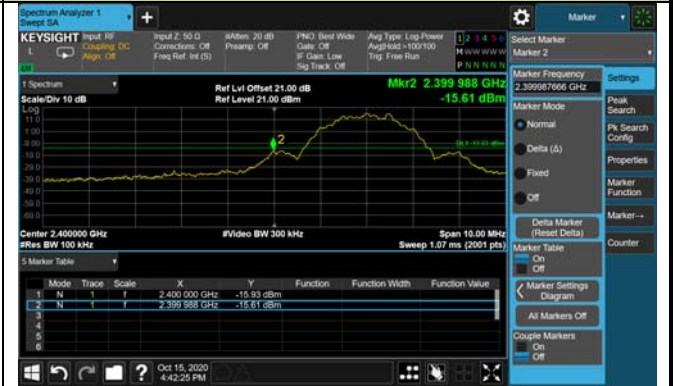 Spectrum Analyzer 1
Swept SA
+
Marker
KEYSIGHT
Input: RF
Coupling: DC
Align: Off
Input Z: 50 Ω
Corrections: Off
Freq Ref: Int (S)
#Atten: 20 dB
Preamp: Off
PNO: Best Wide
Gate: Off
IF Gain: Low
Sig Track: Off
Avg Type: Log-Power
Avg|Hold:>100/100
Trig: Free Run
1 2 3 4 5 6
M W W W W W
P N N N N N
L
Select Marker
Marker 2
1 Spectrum
Scale/Div 10 dB
Log
Ref Lvl Offset 21.00 dB
Ref Level 21.00 dBm
Mkr2 2.399 988 GHz
-15.61 dBm
11.0
1.00
-9.00
-19.0
-29.0
-39.0
-49.0
-59.0
-69.0
2
Center 2.400000 GHz
#Res BW 100 kHz
#Video BW 300 kHz
Span 10.00 MHz
Sweep 1.07 ms (2001 pts)
5 Marker Table
Mode Trace Scale X Y Function Function Width Function Value
1 N 1 f 2.400 000 GHz -15.93 dBm
2 N 1 f 2.399 988 GHz -15.61 dBm
3
4
5
6
Marker Frequency
2.399987666 GHz
Marker Mode
Normal
Delta (Δ)
Fixed
Off
Delta Marker
(Reset Delta)
Marker Table
On
Off
Marker Settings
Diagram
All Markers Off
Couple Markers
On
Off
Settings
Peak
Search
Pk Search
Config
Properties
Marker
Function
Marker→
Counter
?
Oct 15, 2020
4:42:25 PM